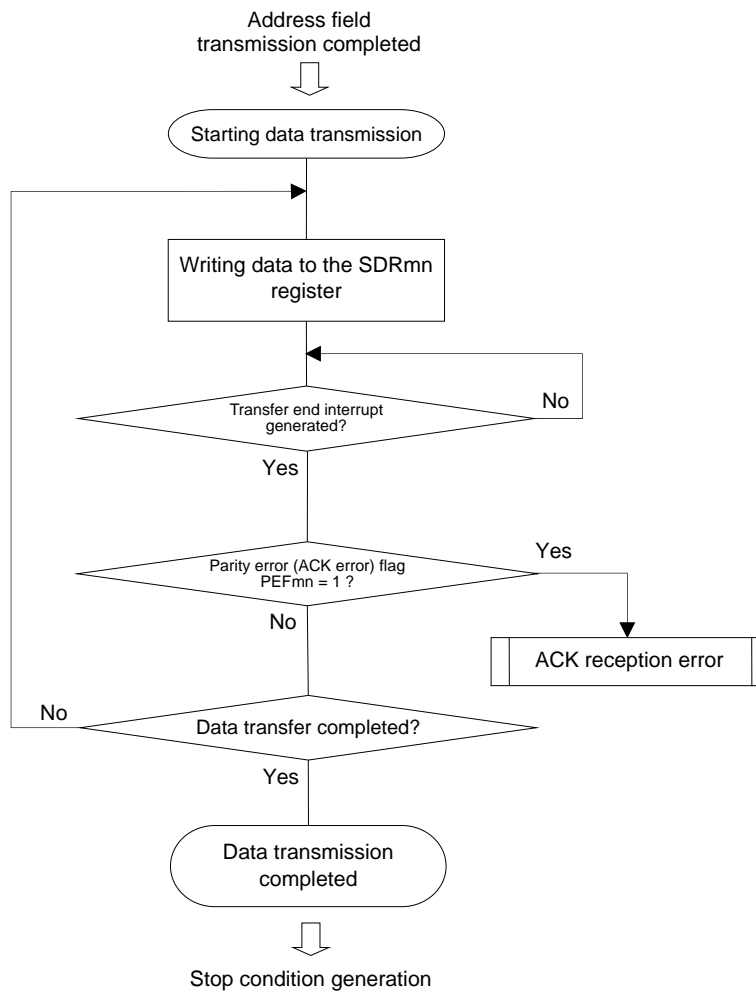 Address field
transmission completed
Starting data transmission
Writing data to the SDRmn
register
Transfer end interrupt
generated?
No
Yes
Parity error (ACK error) flag
PEFmn = 1 ?
Yes
No
ACK reception error
No
Data transfer completed?
Yes
Data transmission
completed
Stop condition generation